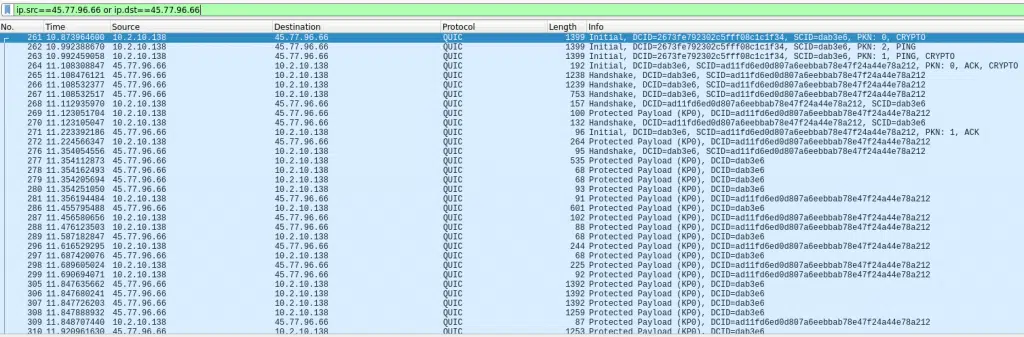 ip.src==45.77.96.66 or ip.dst==45.77.96.66
No. Time Source Destination Protocol Length Info
261 10.873964600 10.2.10.138 45.77.96.66 QUIC 1399 Initial, DCID=2673fe792302c5fff08c1c1f34, SCID=dab3e6, PKN: 0, CRYPTO
262 10.992388670 10.2.10.138 45.77.96.66 QUIC 1399 Initial, DCID=2673fe792302c5fff08c1c1f34, SCID=dab3e6, PKN: 2, PING
263 10.992459058 10.2.10.138 45.77.96.66 QUIC 1399 Initial, DCID=2673fe792302c5fff08c1c1f34, SCID=dab3e6, PKN: 1, PING, CRYPTO
264 11.108308847 45.77.96.66 10.2.10.138 QUIC 192 Initial, DCID=dab3e6, SCID=ad11fd6ed0d807a6eebbab78e47f24a44e78a212, PKN: 0, ACK, CRYPTO
265 11.108476121 45.77.96.66 10.2.10.138 QUIC 1238 Handshake, DCID=dab3e6, SCID=ad11fd6ed0d807a6eebbab78e47f24a44e78a212
266 11.108532377 45.77.96.66 10.2.10.138 QUIC 1239 Handshake, DCID=dab3e6, SCID=ad11fd6ed0d807a6eebbab78e47f24a44e78a212
267 11.108532517 45.77.96.66 10.2.10.138 QUIC 753 Handshake, DCID=dab3e6, SCID=ad11fd6ed0d807a6eebbab78e47f24a44e78a212
268 11.112935970 10.2.10.138 45.77.96.66 QUIC 157 Handshake, DCID=ad11fd6ed0d807a6eebbab78e47f24a44e78a212, SCID=dab3e6
269 11.123051704 10.2.10.138 45.77.96.66 QUIC 100 Protected Payload (KP0), DCID=ad11fd6ed0d807a6eebbab78e47f24a44e78a212
270 11.123105047 10.2.10.138 45.77.96.66 QUIC 132 Handshake, DCID=ad11fd6ed0d807a6eebbab78e47f24a44e78a212, SCID=dab3e6
271 11.223392186 45.77.96.66 10.2.10.138 QUIC 96 Initial, DCID=dab3e6, SCID=ad11fd6ed0d807a6eebbab78e47f24a44e78a212, PKN: 1, ACK
272 11.224566347 10.2.10.138 45.77.96.66 QUIC 264 Protected Payload (KP0), DCID=ad11fd6ed0d807a6eebbab78e47f24a44e78a212
276 11.354054556 45.77.96.66 10.2.10.138 QUIC 95 Handshake, DCID=dab3e6, SCID=ad11fd6ed0d807a6eebbab78e47f24a44e78a212
277 11.354112873 45.77.96.66 10.2.10.138 QUIC 535 Protected Payload (KP0), DCID=dab3e6
278 11.354162493 45.77.96.66 10.2.10.138 QUIC 68 Protected Payload (KP0), DCID=dab3e6
279 11.354205694 45.77.96.66 10.2.10.138 QUIC 68 Protected Payload (KP0), DCID=dab3e6
280 11.354251050 45.77.96.66 10.2.10.138 QUIC 93 Protected Payload (KP0), DCID=dab3e6
281 11.356194484 10.2.10.138 45.77.96.66 QUIC 91 Protected Payload (KP0), DCID=ad11fd6ed0d807a6eebbab78e47f24a44e78a212
286 11.455795488 45.77.96.66 10.2.10.138 QUIC 601 Protected Payload (KP0), DCID=dab3e6
287 11.456580656 10.2.10.138 45.77.96.66 QUIC 102 Protected Payload (KP0), DCID=ad11fd6ed0d807a6eebbab78e47f24a44e78a212
288 11.476123503 10.2.10.138 45.77.96.66 QUIC 88 Protected Payload (KP0), DCID=ad11fd6ed0d807a6eebbab78e47f24a44e78a212
289 11.587182847 45.77.96.66 10.2.10.138 QUIC 68 Protected Payload (KP0), DCID=dab3e6
296 11.616529295 10.2.10.138 45.77.96.66 QUIC 244 Protected Payload (KP0), DCID=ad11fd6ed0d807a6eebbab78e47f24a44e78a212
297 11.687420076 45.77.96.66 10.2.10.138 QUIC 68 Protected Payload (KP0), DCID=dab3e6
298 11.689605024 10.2.10.138 45.77.96.66 QUIC 225 Protected Payload (KP0), DCID=ad11fd6ed0d807a6eebbab78e47f24a44e78a212
299 11.690694071 10.2.10.138 45.77.96.66 QUIC 92 Protected Payload (KP0), DCID=ad11fd6ed0d807a6eebbab78e47f24a44e78a212
305 11.847635662 45.77.96.66 10.2.10.138 QUIC 1392 Protected Payload (KP0), DCID=dab3e6
306 11.847680241 45.77.96.66 10.2.10.138 QUIC 1392 Protected Payload (KP0), DCID=dab3e6
307 11.847726203 45.77.96.66 10.2.10.138 QUIC 1392 Protected Payload (KP0), DCID=dab3e6
308 11.847888932 45.77.96.66 10.2.10.138 QUIC 1259 Protected Payload (KP0), DCID=dab3e6
309 11.848707440 10.2.10.138 45.77.96.66 QUIC 87 Protected Payload (KP0), DCID=ad11fd6ed0d807a6eebbab78e47f24a44e78a212
310 11.920961630 45.77.96.66 10.2.10.138 QUIC 1253 Protected Payload (KP0), DCID=dab3e6